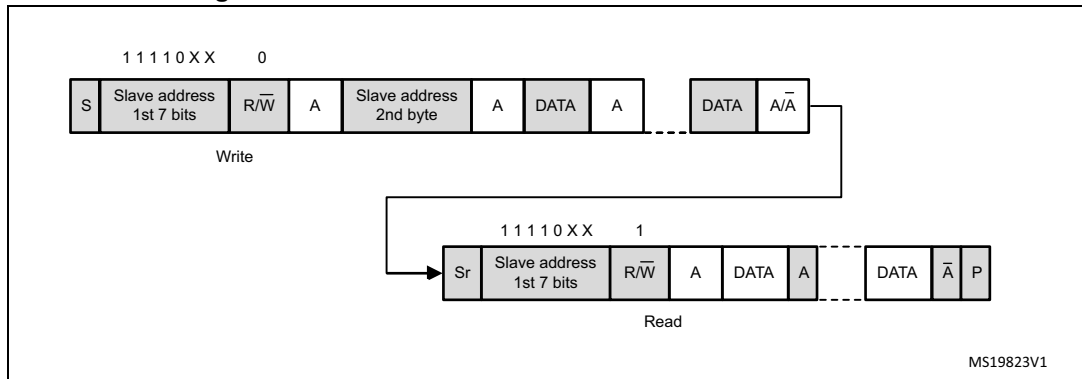 1 1 1 1 0 X X 0
S Slave address 1st 7 bits R/W̅ A Slave address 2nd byte A DATA A DATA A/A̅
Write
1 1 1 1 0 X X 1
Sr Slave address 1st 7 bits R/W̅ A DATA A DATA A̅ P
Read
MS19823V1